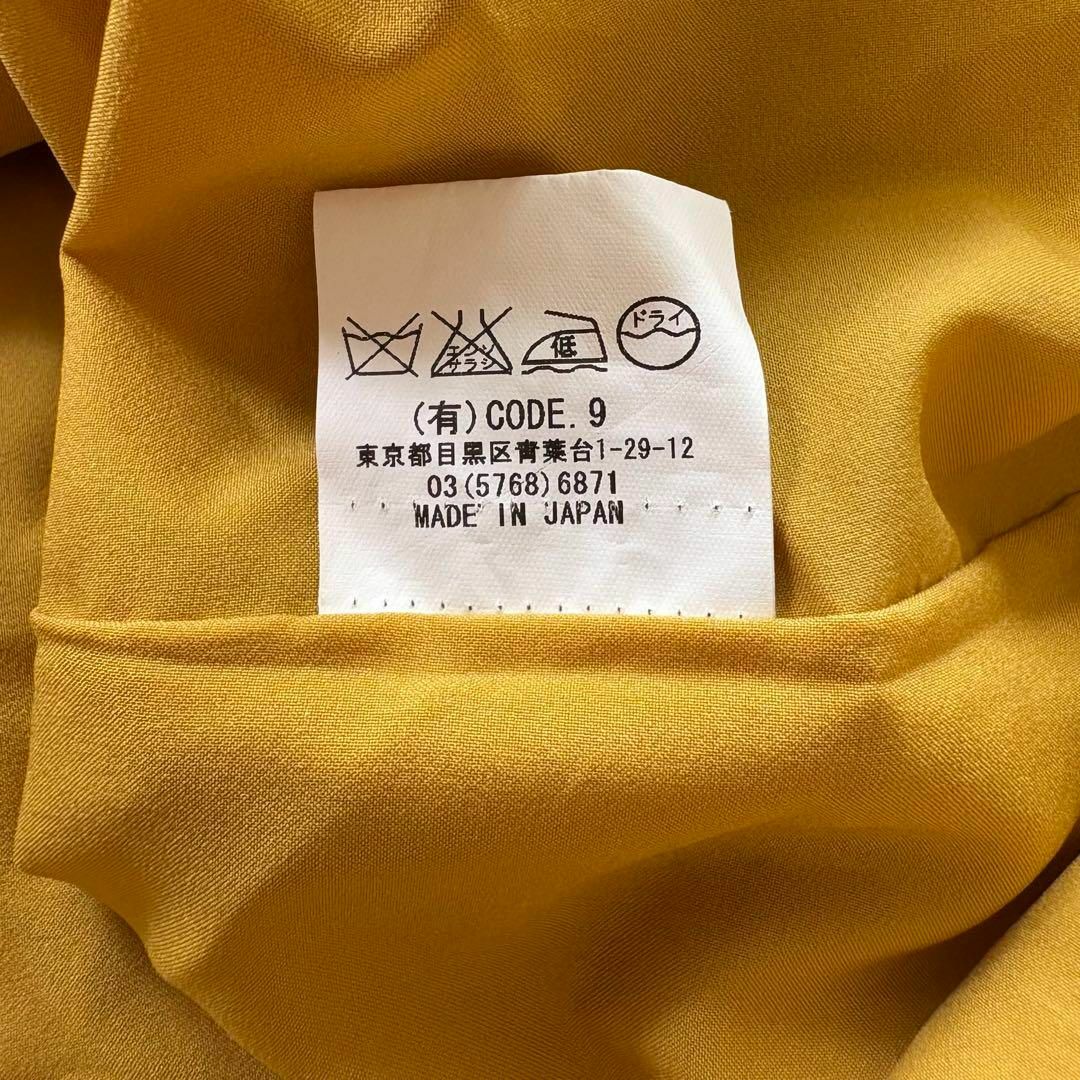 エンソ
サラシ
低
ドライ
(有)CODE.9
東京都目黒区青葉台1-29-12
03(5768)6871
MADE IN JAPAN